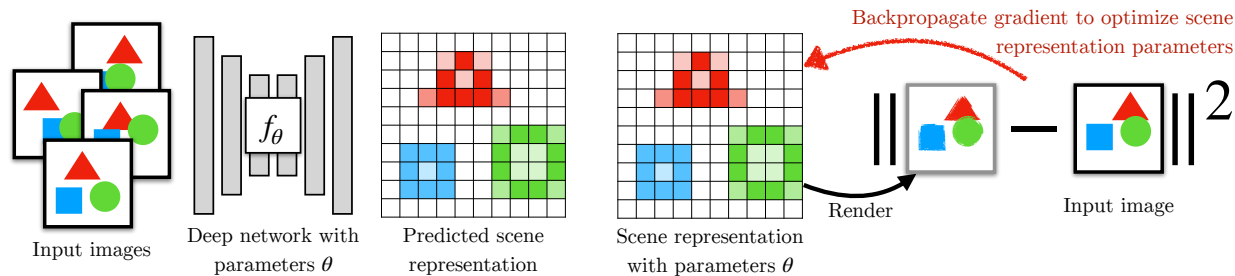 Backpropagate gradient to optimize scene
representation parameters
f_θ
|| — ||²
Input images
Deep network with
parameters θ
Predicted scene
representation
Scene representation
with parameters θ
Render
Input image